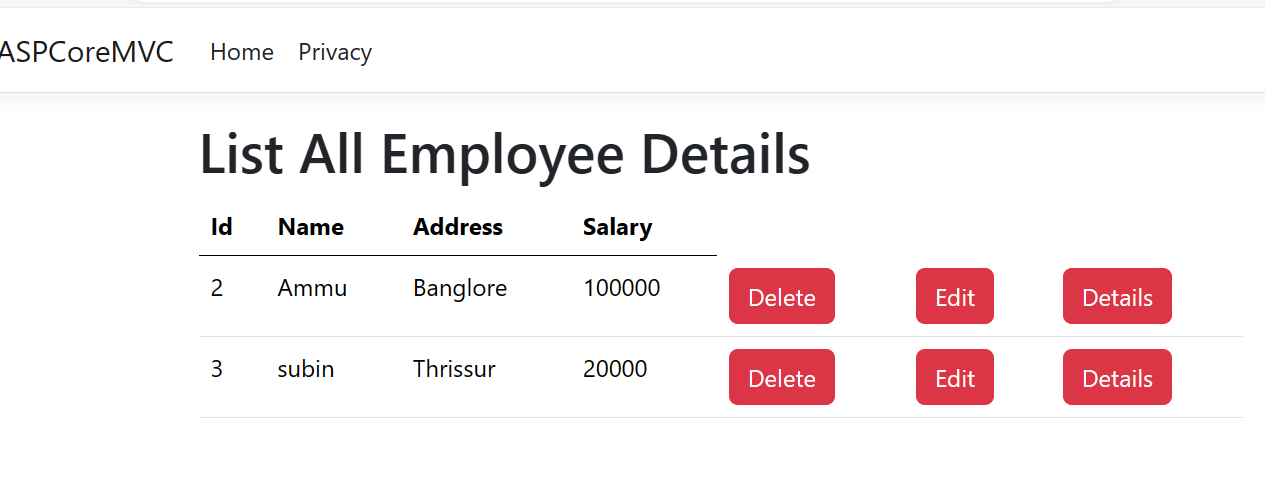 ASPCoreMVC Home Privacy
List All Employee Details
Id Name Address Salary
2 Ammu Banglore 100000 Delete Edit Details
3 subin Thrissur 20000 Delete Edit Details